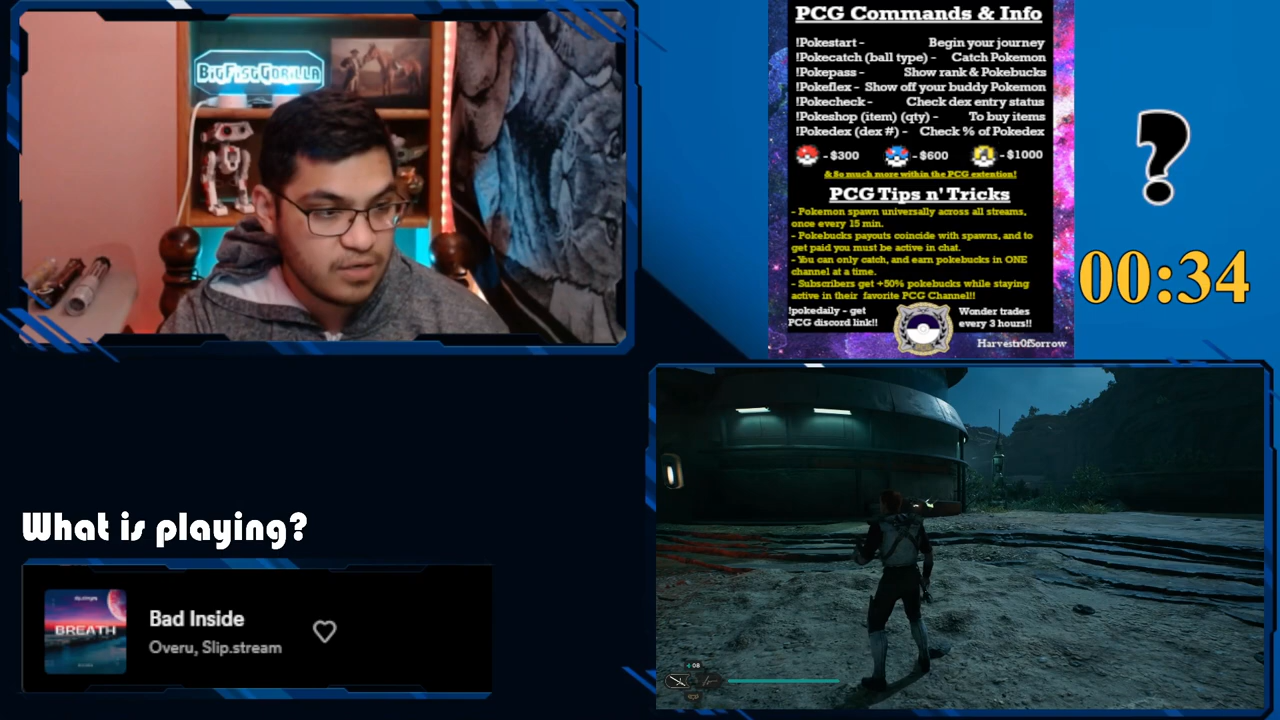 BIGFISTGORILLA
PCG Commands & Info
!Pokestart - Begin your journey
!Pokecatch (ball type) - Catch Pokemon
!Pokepass - Show rank & Pokebucks
!Pokeflex - Show off your buddy Pokemon
!Pokecheck - Check dex entry status
!Pokeshop (item) (qty) - To buy items
!Pokedex (dex #) - Check % of Pokedex
- $300 - $600 - $1000
& So much more within the PCG extention!
PCG Tips n' Tricks
- Pokemon spawn universally across all streams,
once every 15 min.
- Pokebucks payouts coincide with spawns, and to
get paid you must be active in chat.
- You can only catch, and earn pokebucks in ONE
channel at a time.
- Subscribers get +50% pokebucks while staying
active in their favorite PCG Channel!!
!pokedaily - get
PCG discord link!!
Wonder trades
every 3 hours!!
Harvestr0fSorrow
?
00:34
What is playing?
BREATH
Bad Inside
Overu, Slip.stream
08